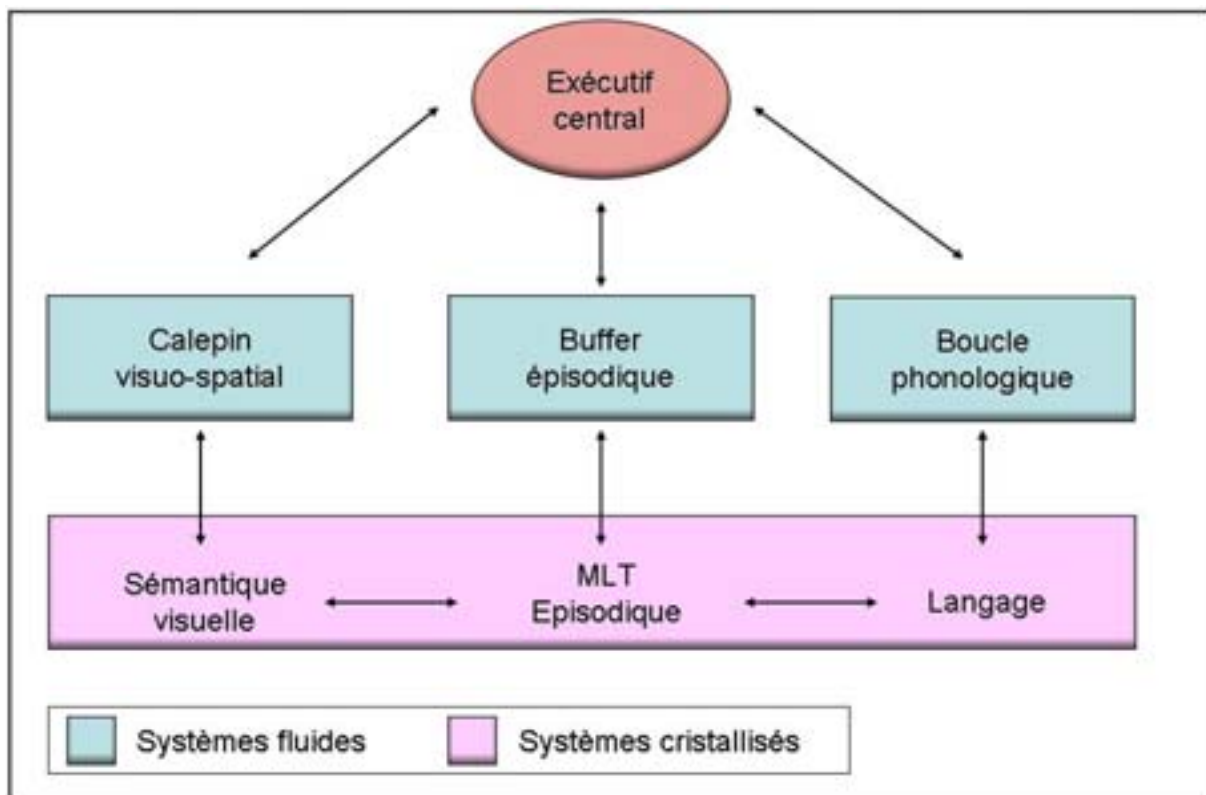 Exécutif
central
Calepin
visuo-spatial
Buffer
épisodique
Boucle
phonologique
Sémantique
visuelle
MLT
Episodique
Langage
Systèmes fluides
Systèmes cristallisés